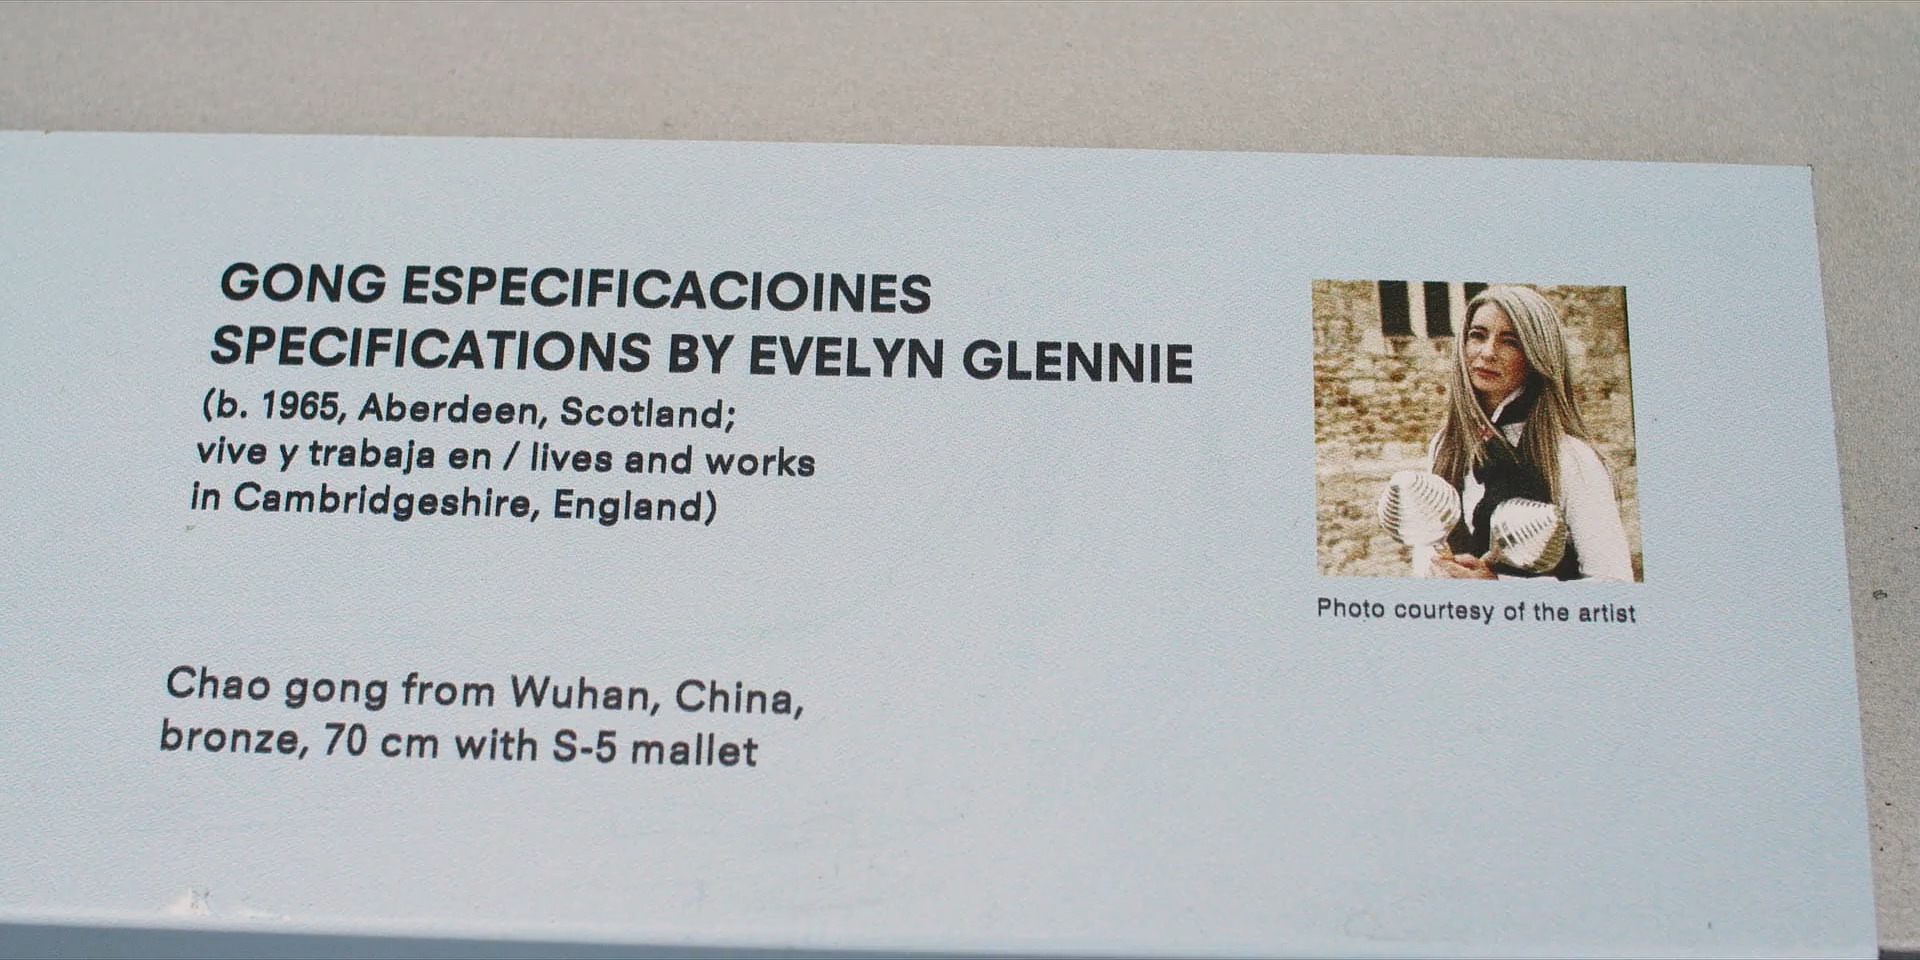 GONG ESPECIFICACIOINES
SPECIFICATIONS BY EVELYN GLENNIE
(b. 1965, Aberdeen, Scotland;
vive y trabaja en / lives and works
in Cambridgeshire, England)
Photo courtesy of the artist
Chao gong from Wuhan, China,
bronze, 70 cm with S-5 mallet